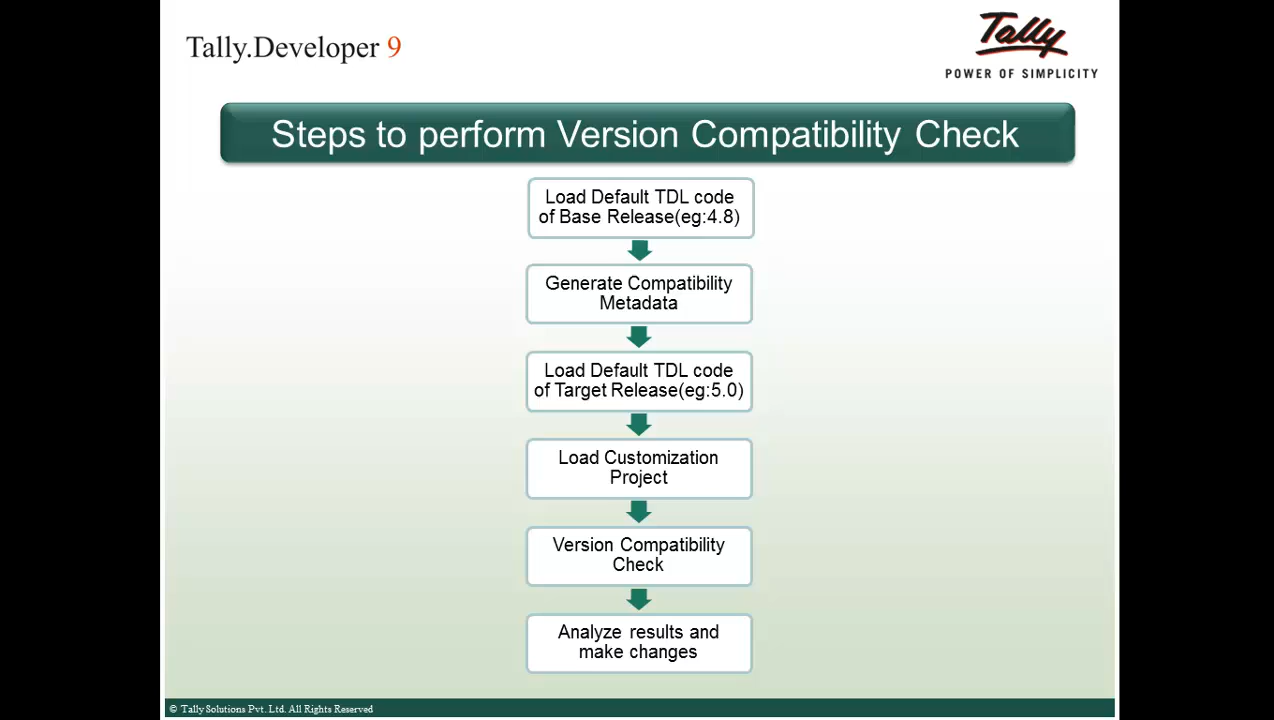 Tally.Developer 9
Tally
POWER OF SIMPLICITY
Steps to perform Version Compatibility Check
Load Default TDL code
of Base Release(eg:4.8)
Generate Compatibility
Metadata
Load Default TDL code
of Target Release(eg:5.0)
Load Customization
Project
Version Compatibility
Check
Analyze results and
make changes
© Tally Solutions Pvt. Ltd. All Rights Reserved